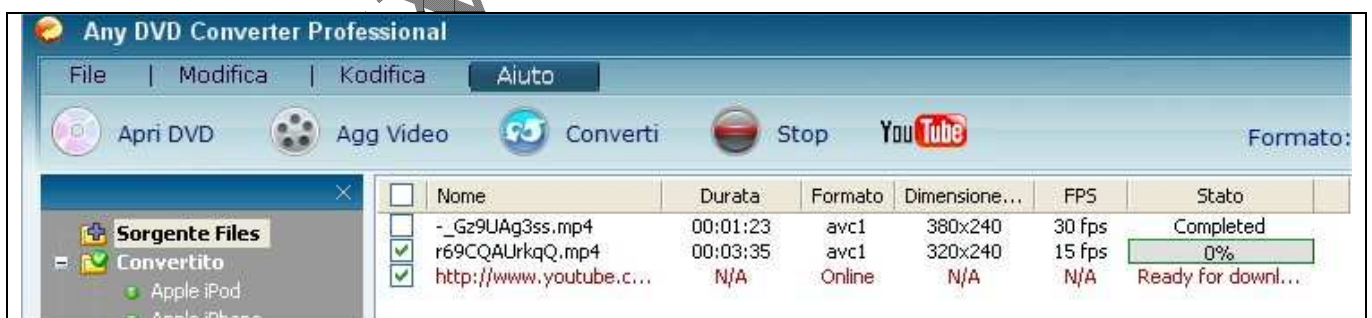 Any DVD Converter Professional
File | Modifica | Kodifica | Aiuto
Apri DVD Agg Video Converti Stop YouTube Formato:
Nome Durata Formato Dimensione... FPS Stato
-_Gz9UAg3ss.mp4 00:01:23 avc1 380x240 30 fps Completed
r69CQAUrkqQ.mp4 00:03:35 avc1 320x240 15 fps 0%
http://www.youtube.c... N/A Online N/A N/A Ready for downl...
Sorgente Files
Convertito
Apple iPod
Apple iPhone